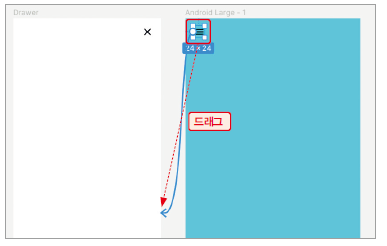 Drawer
Android Large - 1
24 × 24
드래그